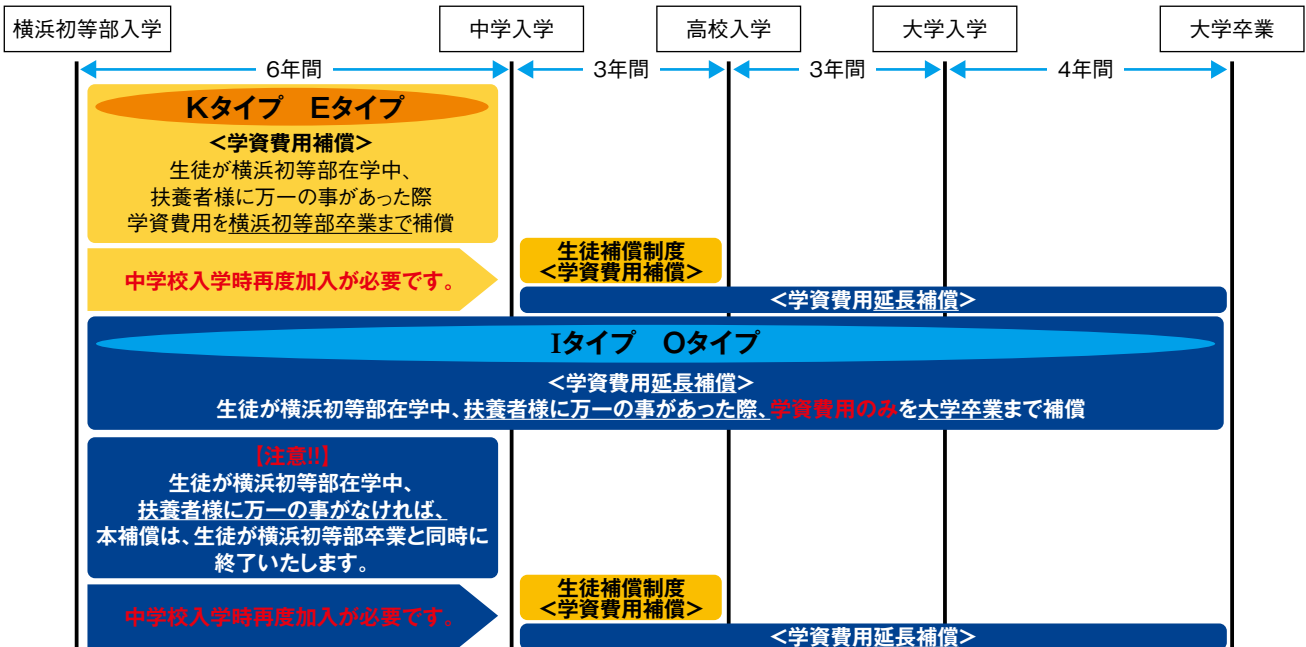 横浜初等部入学
中学入学
高校入学
大学入学
大学卒業
6年間
3年間
3年間
4年間
Kタイプ Eタイプ
<学資費用補償>
生徒が横浜初等部在学中、
扶養者様に万一の事があった際
学資費用を横浜初等部卒業まで補償
中学校入学時再度加入が必要です。
生徒補償制度
<学資費用補償>
<学資費用延長補償>
Iタイプ Oタイプ
<学資費用延長補償>
生徒が横浜初等部在学中、扶養者様に万一の事があった際、学資費用のみを大学卒業まで補償
【注意!!】
生徒が横浜初等部在学中、
扶養者様に万一の事がなければ、
本補償は、生徒が横浜初等部卒業と同時に
終了いたします。
中学校入学時再度加入が必要です。
生徒補償制度
<学資費用補償>
<学資費用延長補償>